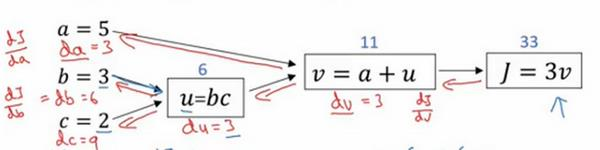 a = 5
dJ/da
da = 3
11
33
b = 3
6
v = a + u
J = 3v
dJ/db = db = 6
u=bc
dv = 3
dJ/dv
c = 2
du = 3
dc = 9